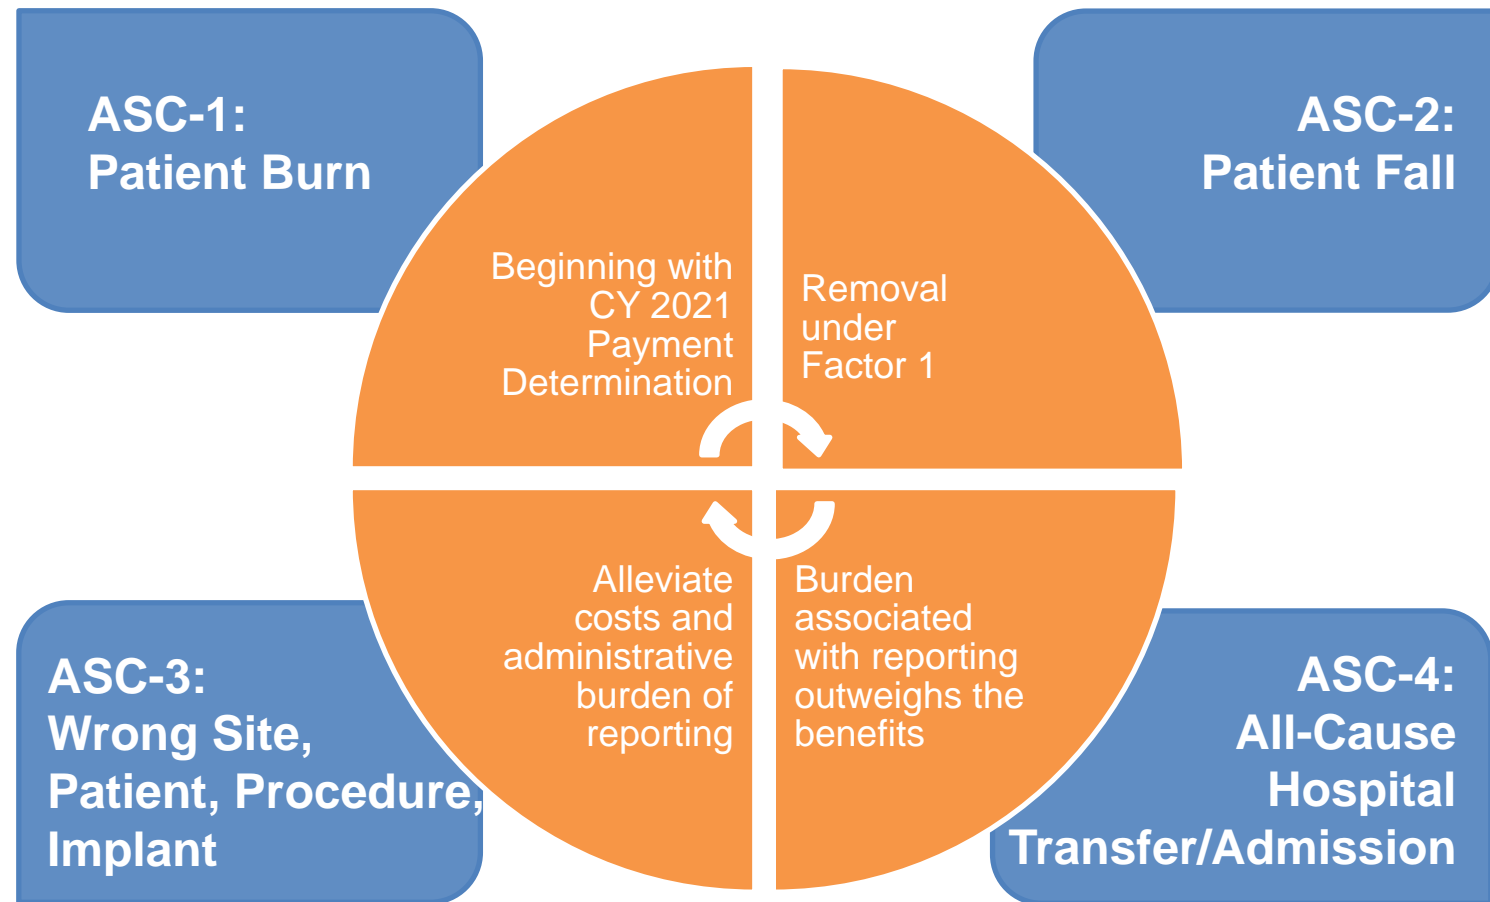 ASC-1:
Patient Burn
ASC-2:
Patient Fall
Beginning with
CY 2021
Payment
Determination
Removal
under
Factor 1
Alleviate
costs and
administrative
burden of
reporting
Burden
associated
with reporting
outweighs the
benefits
ASC-3:
Wrong Site,
Patient, Procedure,
Implant
ASC-4:
All-Cause
Hospital
Transfer/Admission